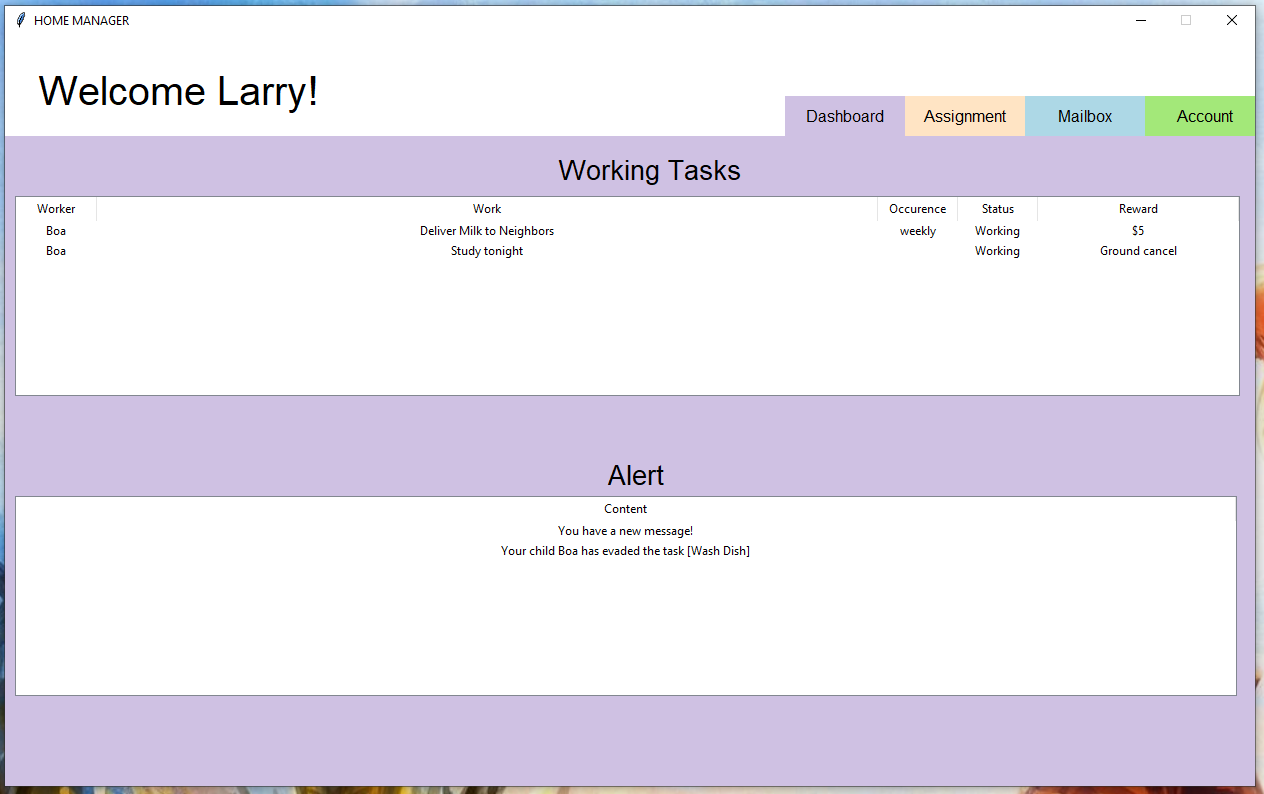 HOME MANAGER
Welcome Larry!
Dashboard Assignment Mailbox Account
Working Tasks
Worker Work Occurence Status Reward
Boa Deliver Milk to Neighbors weekly Working $5
Boa Study tonight Working Ground cancel
Alert
Content
You have a new message!
Your child Boa has evaded the task [Wash Dish]